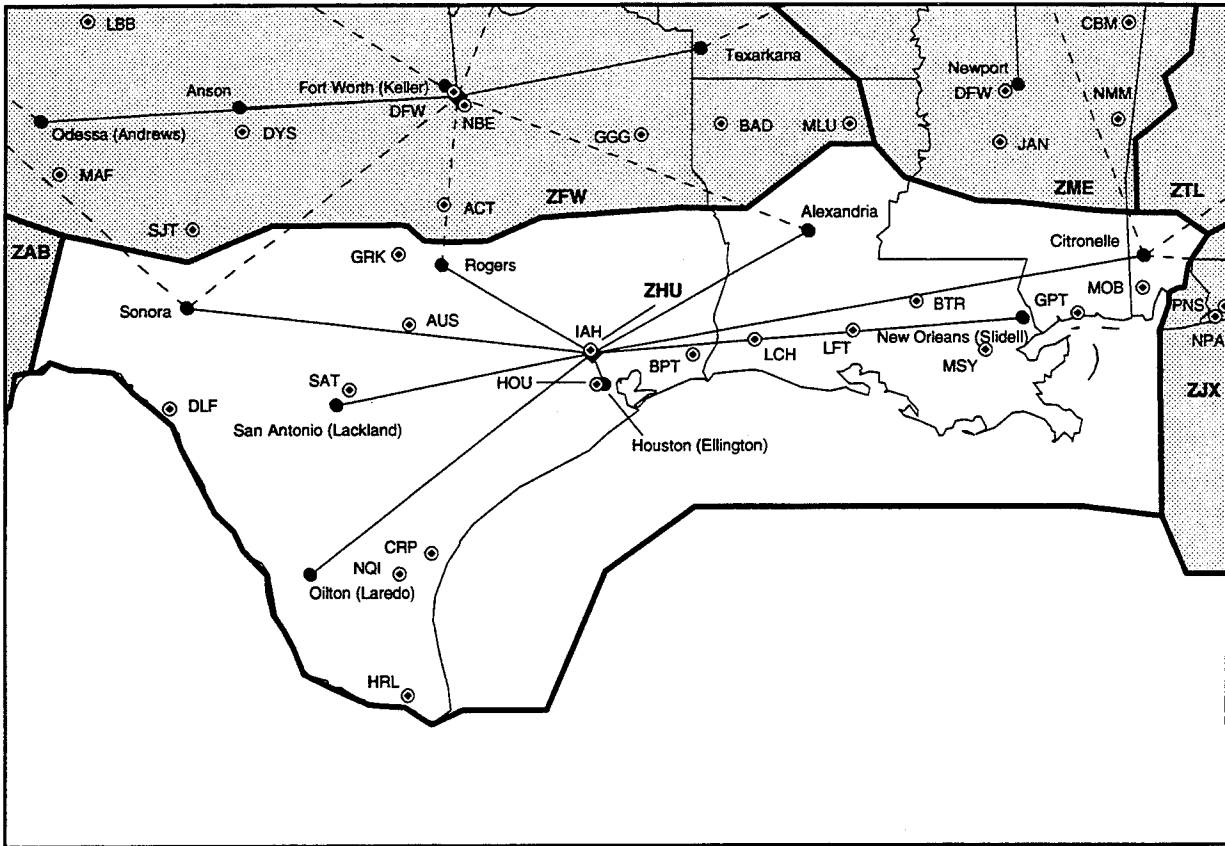 LBB
CBM
Texarkana
Newport
Anson
Fort Worth (Keller)
DFW
DFW
NBE
NMM
Odessa (Andrews)
DYS
GGG
BAD
MLU
JAN
MAF
ZFW
ZME
ZTL
ACT
Alexandria
SJT
ZAB
GRK
Rogers
Citronelle
ZHU
MOB
Sonora
AUS
IAH
BTR
GPT
PNS
New Orleans (Slidell)
NPA
LCH
LFT
BPT
MSY
SAT
HOU
ZJX
DLF
San Antonio (Lackland)
Houston (Ellington)
CRP
NQI
Oilton (Laredo)
HRL